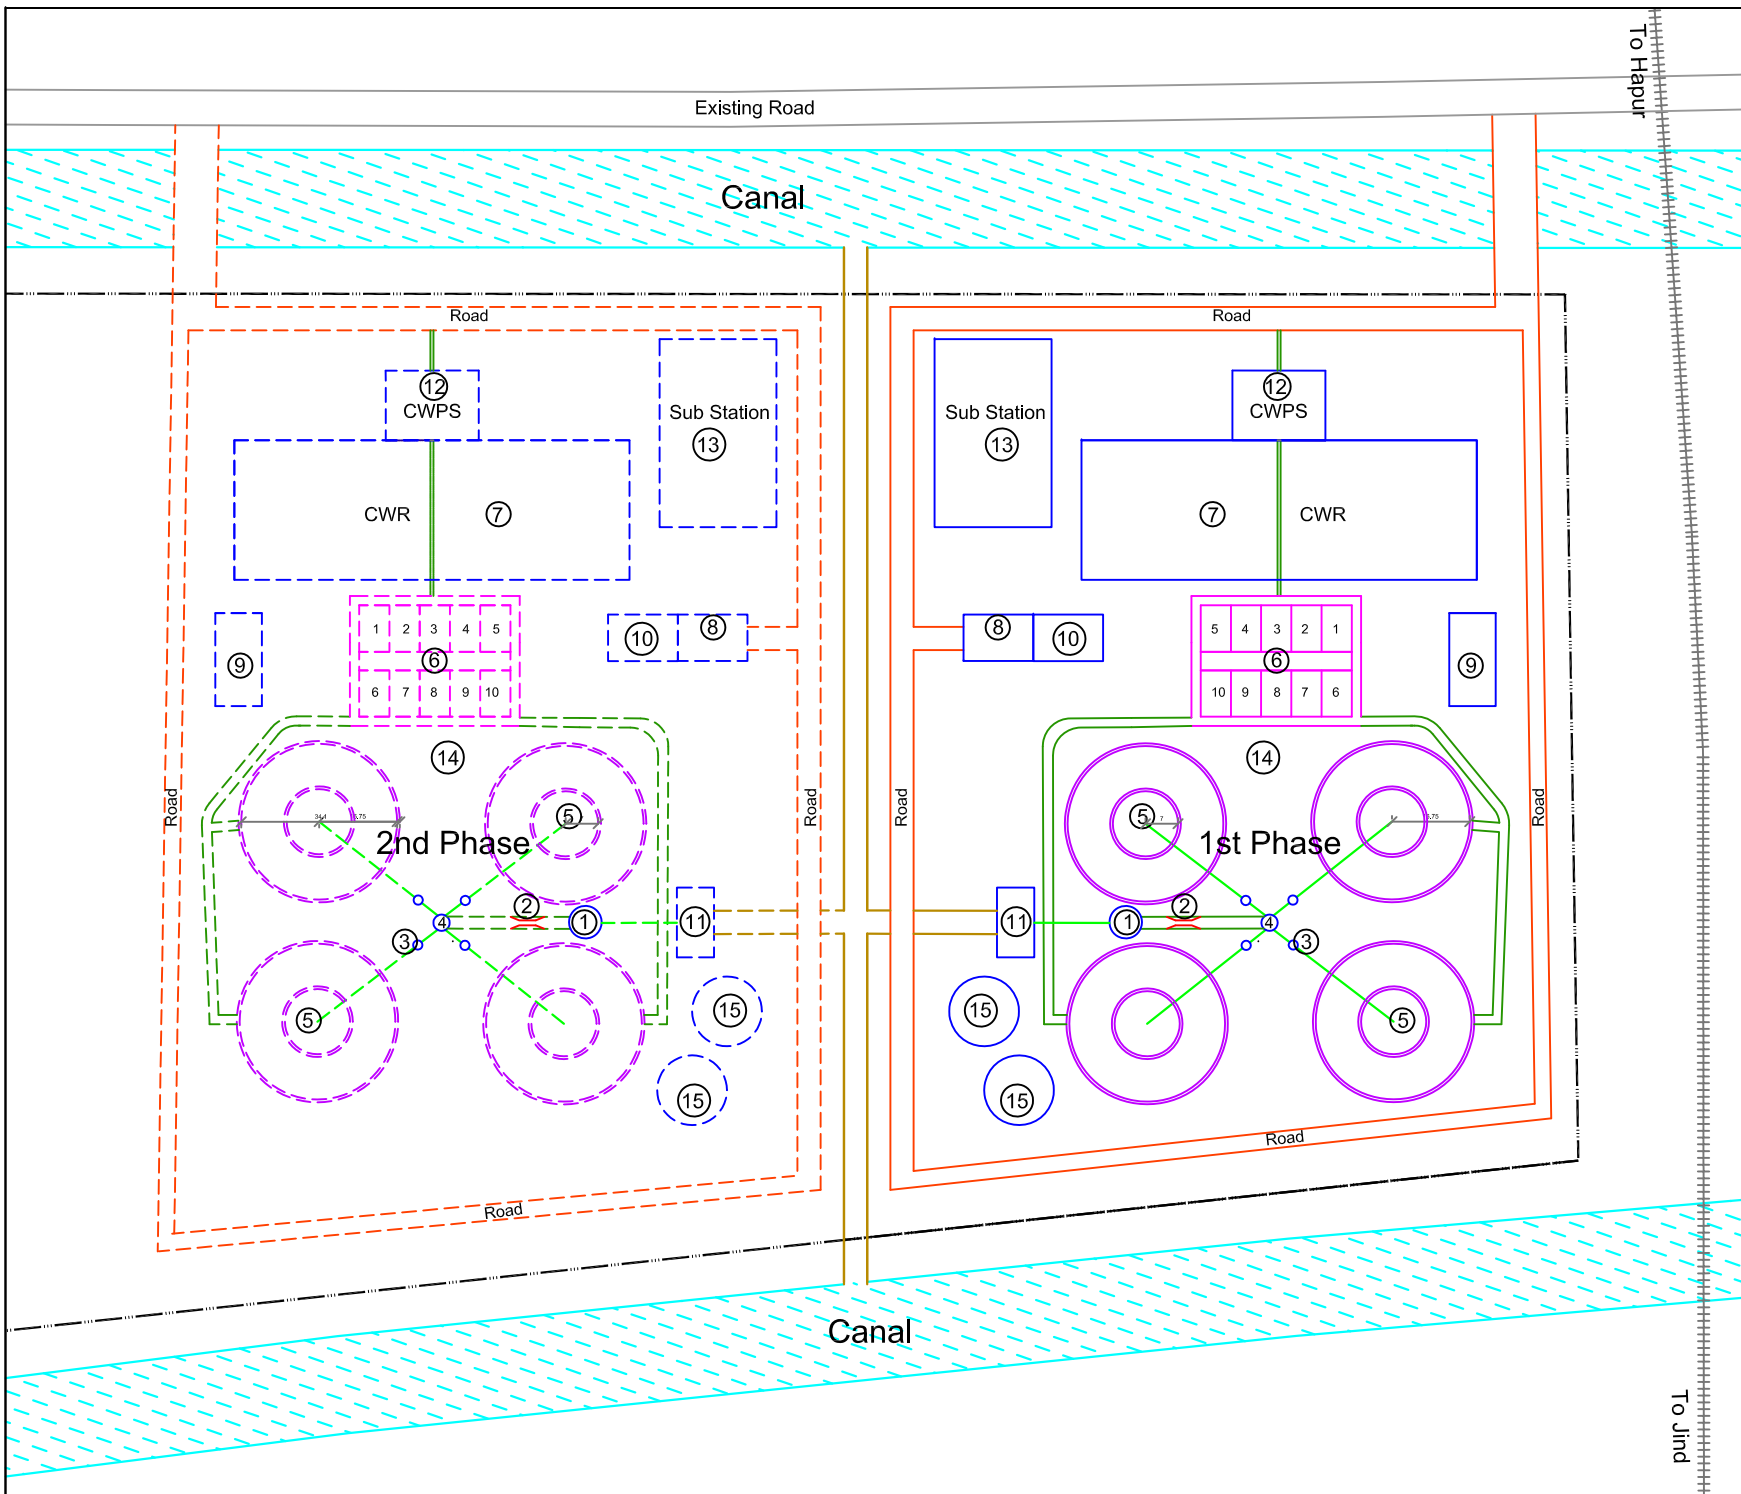 To Hapur
Existing Road
Canal
Road
Road
12
CWPS
Sub Station
13
12
CWPS
Sub Station
13
CWR
7
7
CWR
1 2 3 4 5
10
8
8
10
5 4 3 2 1
9
6
6
9
6 7 8 9 10
10 9 8 7 6
14
14
Road
34.1
5
Road
Road
5
7
Road
2nd Phase
1st Phase
2
1
11
11
1
2
4
4
3
3
5
15
15
5
15
15
Road
Road
Canal
To Jind